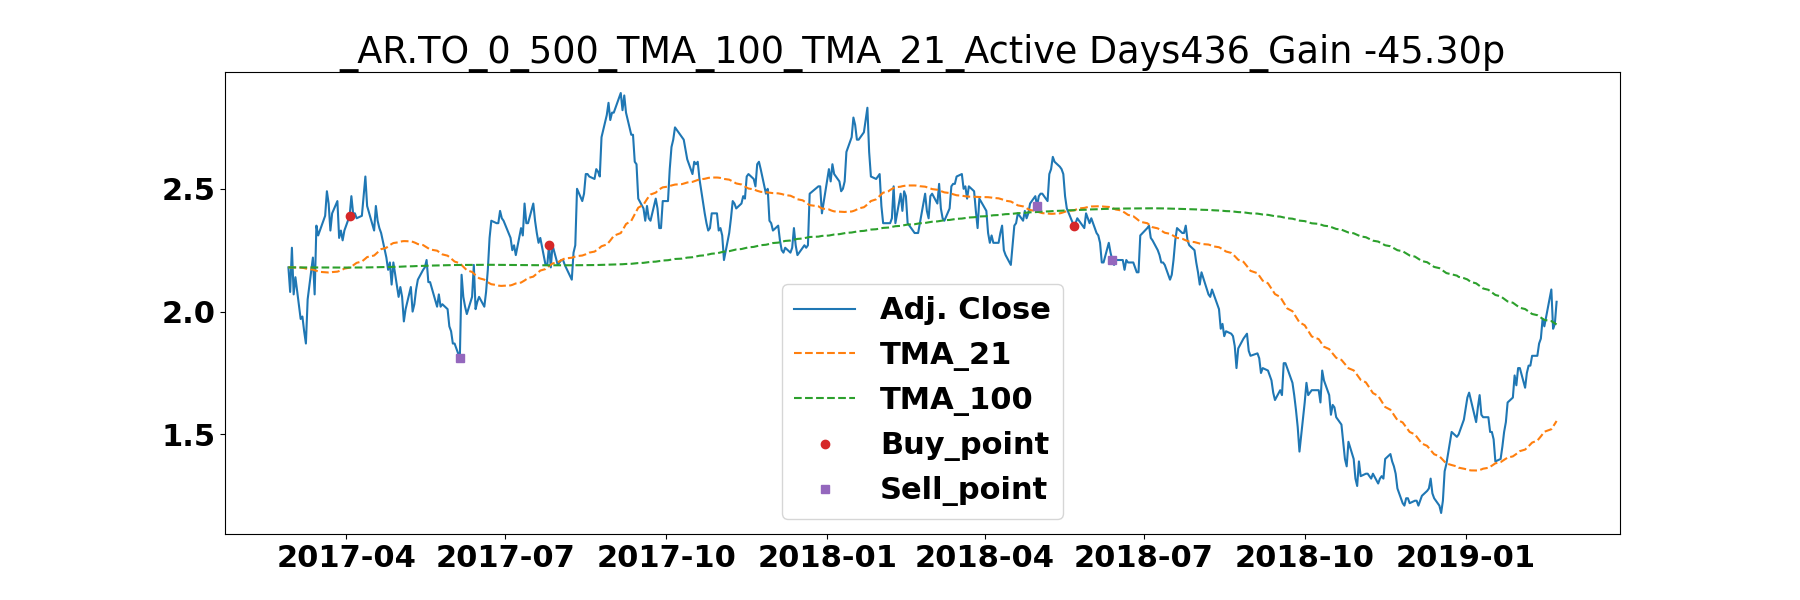 _AR.TO_0_500_TMA_100_TMA_21_Active Days436_Gain -45.30p
2.5
2.0
1.5
Adj. Close
TMA_21
TMA_100
Buy_point
Sell_point
2017-04 2017-07 2017-10 2018-01 2018-04 2018-07 2018-10 2019-01